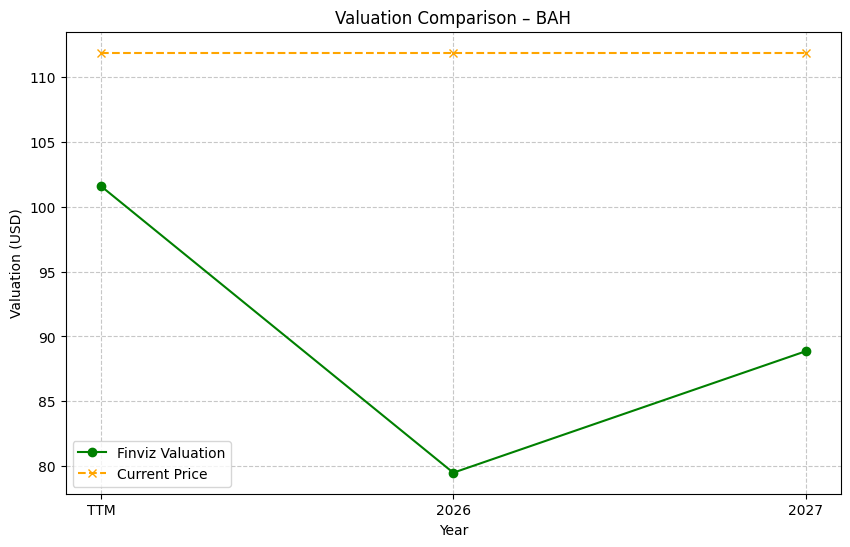 Valuation Comparison – BAH
Valuation (USD)
110
105
100
95
90
85
80
Finviz Valuation
Current Price
TTM
2026
2027
Year